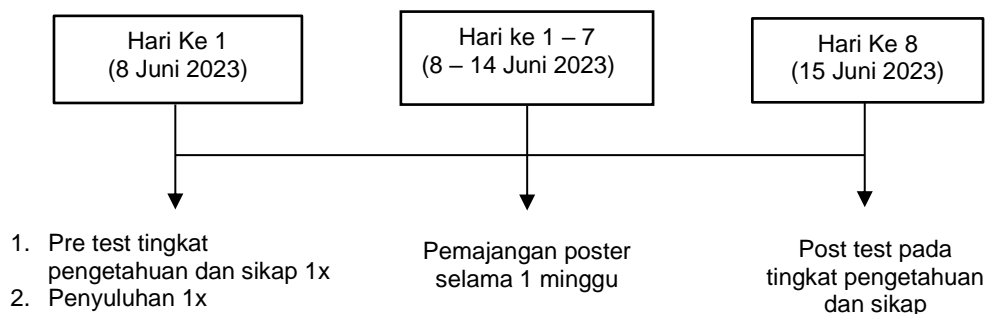 Hari Ke 1
(8 Juni 2023)
Hari ke 1 – 7
(8 – 14 Juni 2023)
Hari Ke 8
(15 Juni 2023)
1. Pre test tingkat
pengetahuan dan sikap 1x
2. Penyuluhan 1x
Pemajangan poster
selama 1 minggu
Post test pada
tingkat pengetahuan
dan sikap